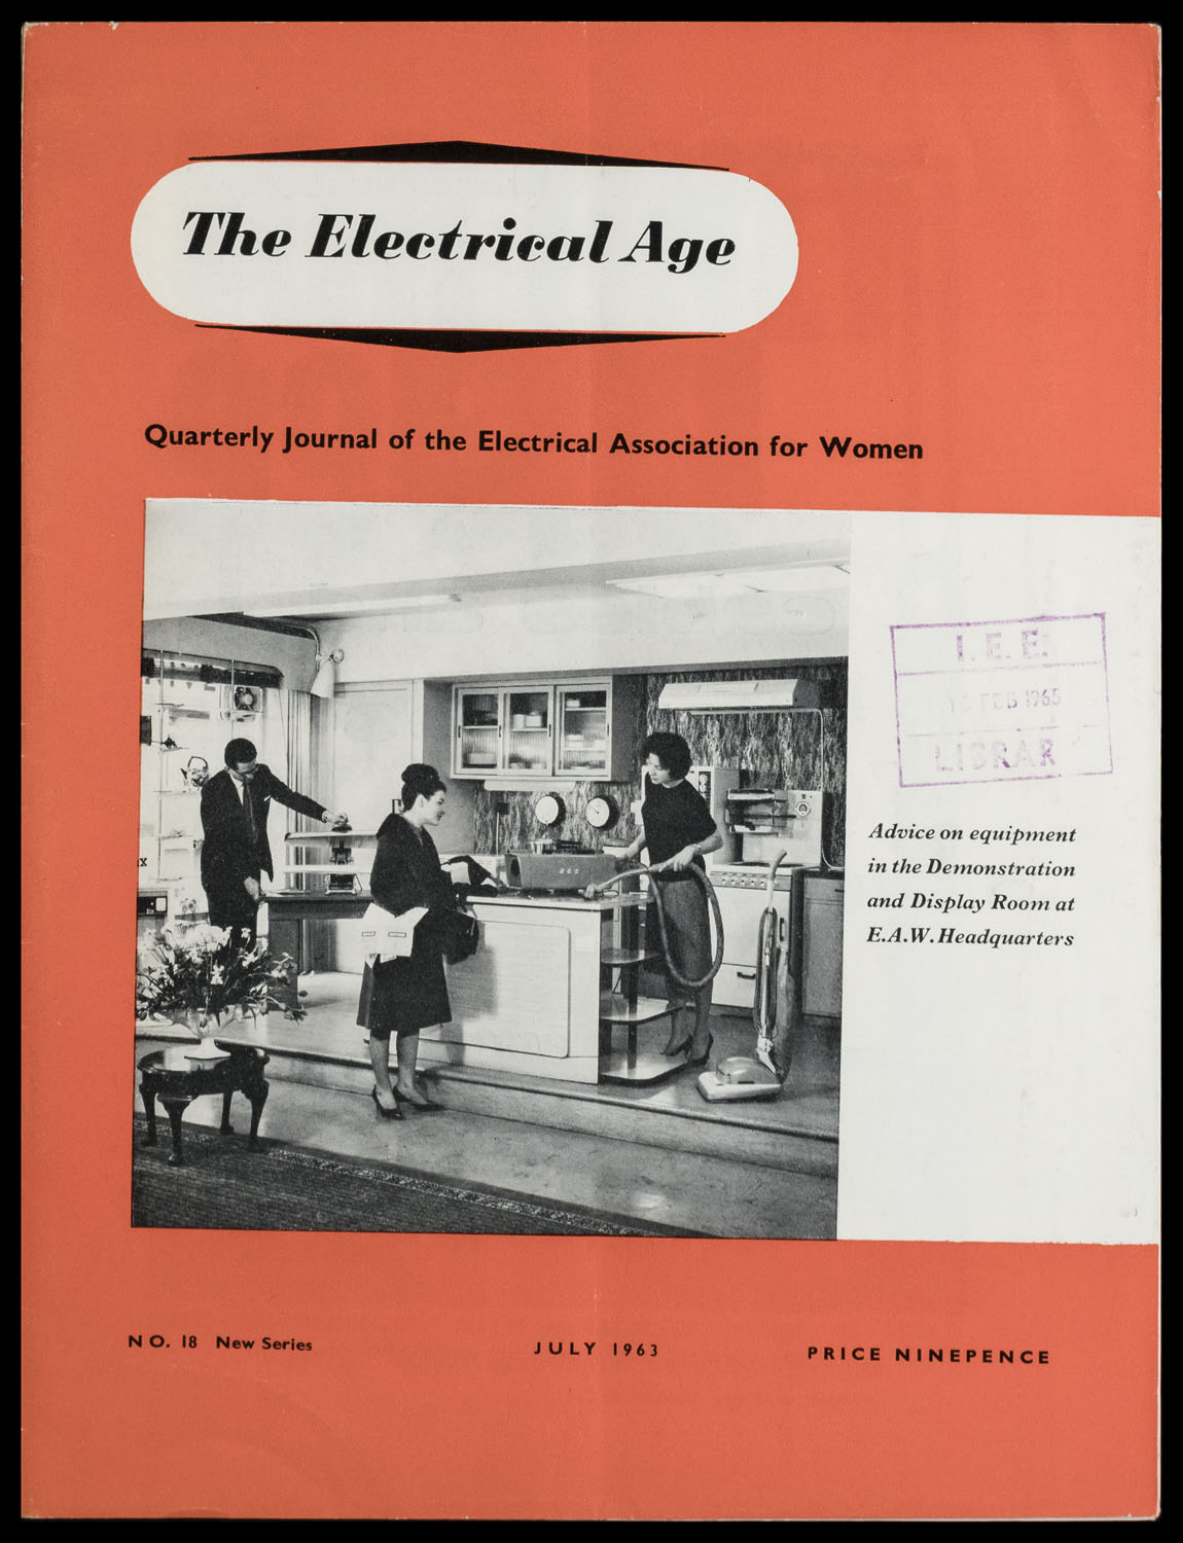 The Electrical Age
Quarterly Journal of the Electrical Association for Women
I. E. E.
FEB 1965
LIBRAR
Advice on equipment
in the Demonstration
and Display Room at
E.A.W. Headquarters
NO. 18 New Series
JULY 1963
PRICE NINEPENCE